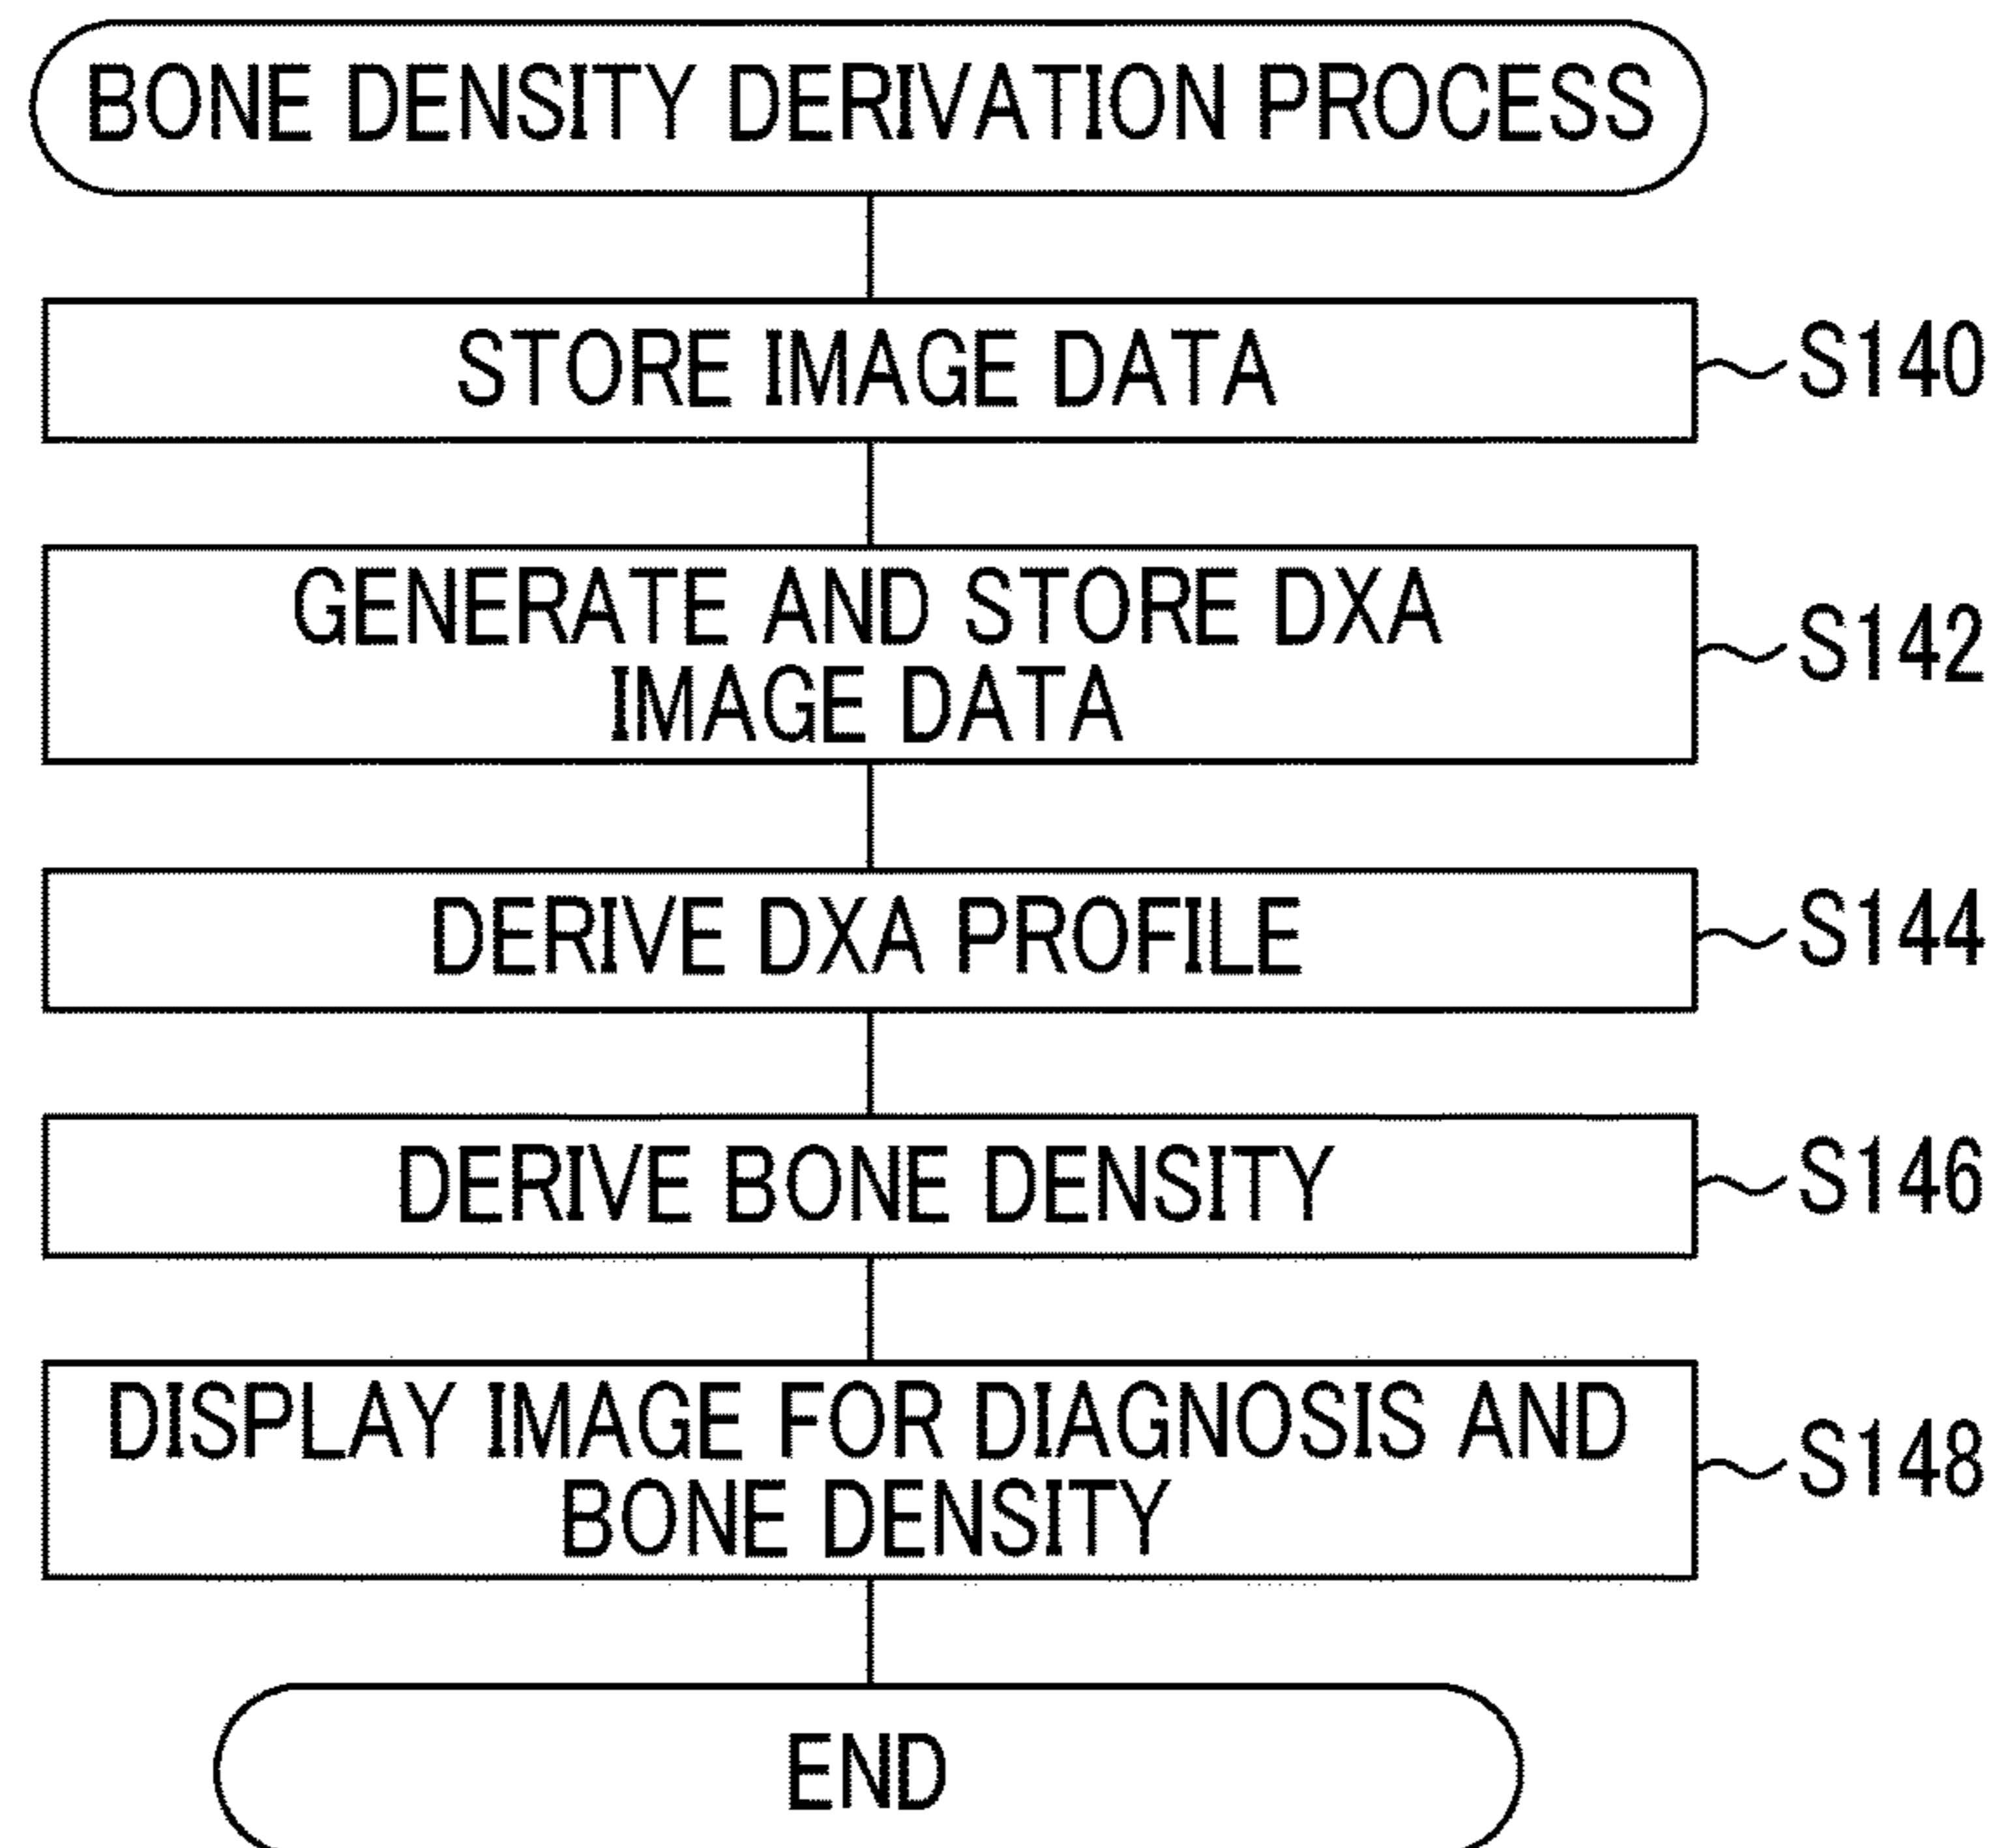 BONE DENSITY DERIVATION PROCESS
STORE IMAGE DATA
S140
GENERATE AND STORE DXA
IMAGE DATA
S142
DERIVE DXA PROFILE
S144
DERIVE BONE DENSITY
S146
DISPLAY IMAGE FOR DIAGNOSIS AND
BONE DENSITY
S148
END